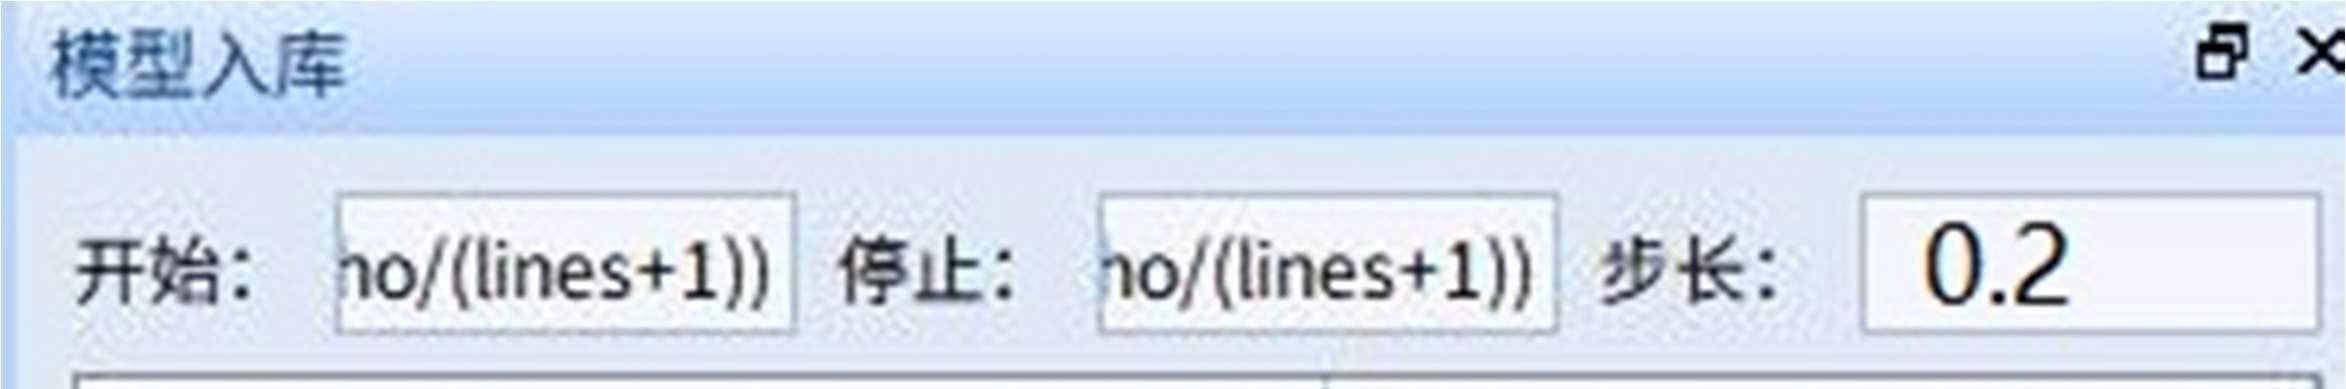 模型入库
开始： no/(lines+1)) 停止： no/(lines+1)) 步长： 0.2